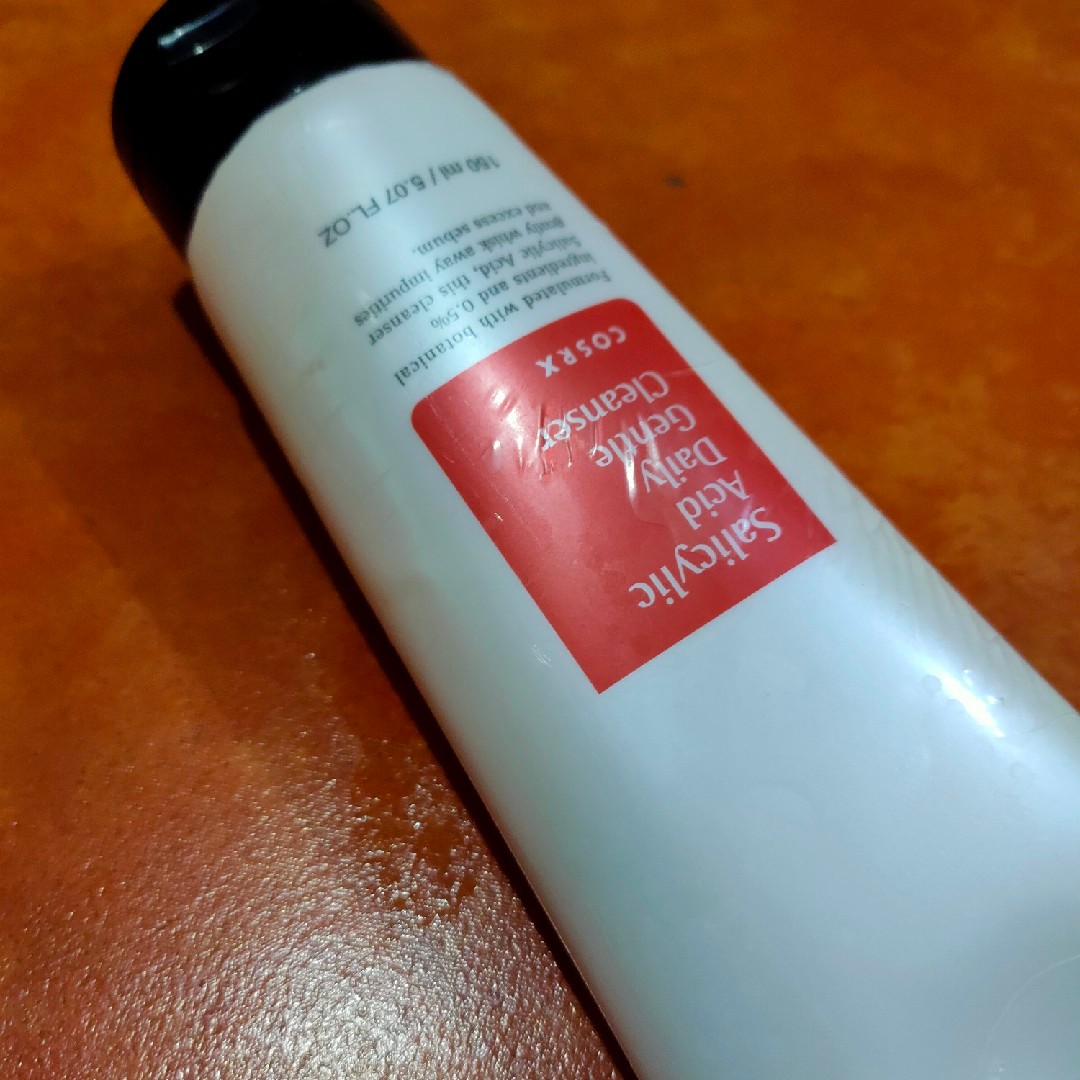 Salicylic
Acid
Daily
Gentle
Cleanser
COSRX
Formulated with botanical
ingredients and 0.5%
Salicylic Acid, this cleanser
gently whisk away impurities
and excess sebum.
150 ml / 5.07 FL.OZ